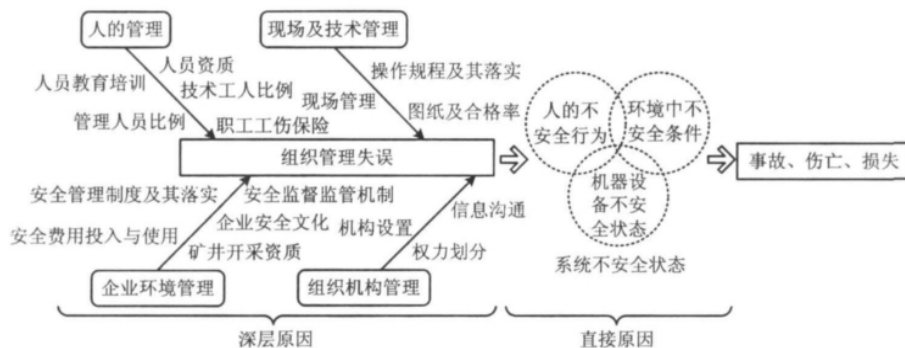 人的管理
现场及技术管理
人员资质
人员教育培训
技术工人比例
管理人员比例
职工工伤保险
操作规程及其落实
现场管理
图纸及合格率
组织管理失误
安全管理制度及其落实
安全监督监管机制
安全费用投入与使用
企业安全文化
矿井开采资质
机构设置
信息沟通
权力划分
企业环境管理
组织机构管理
深层原因
人的不
安全行为
环境中不
安全条件
机器设
备不安
全状态
系统不安全状态
直接原因
事故、伤亡、损失